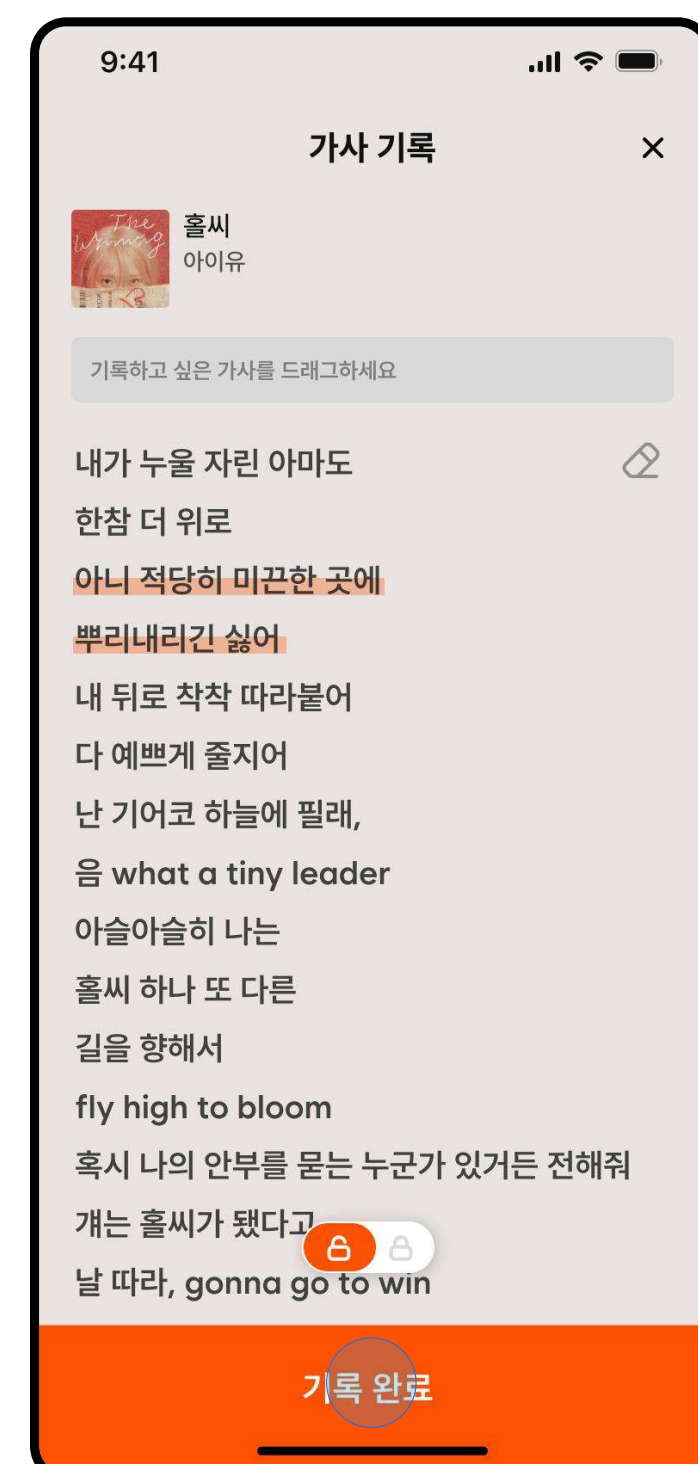 9:41
가사 기록
The
Winning
홀씨
아이유
기록하고 싶은 가사를 드래그하세요
내가 누울 자린 아마도
한참 더 위로
아니 적당히 미끈한 곳에
뿌리내리긴 싫어
내 뒤로 착착 따라붙어
다 예쁘게 줄지어
난 기어코 하늘에 필래,
음 what a tiny leader
아슬아슬히 나는
홀씨 하나 또 다른
길을 향해서
fly high to bloom
혹시 나의 안부를 묻는 누군가 있거든 전해줘
걔는 홀씨가 됐다고
날 따라, gonna go to win
기록 완료